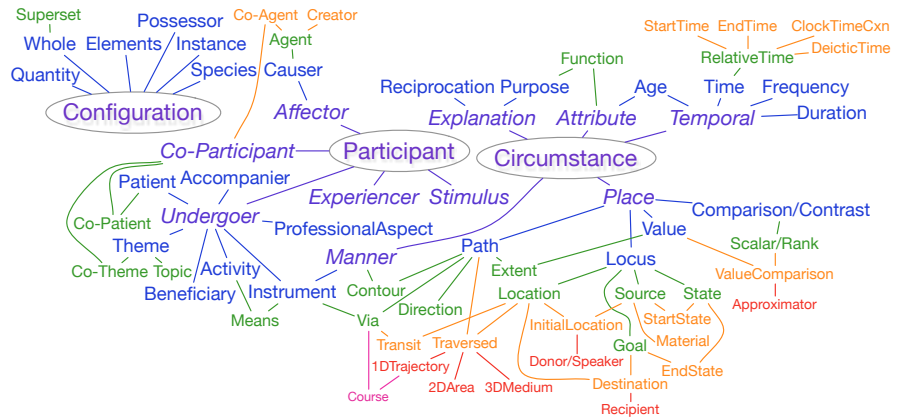 Superset
Co-Agent Creator
Possessor
StartTime EndTime ClockTimeCxn
Whole Elements Instance
Agent
DeicticTime
RelativeTime
Function
Quantity
Species Causer
Reciprocation Purpose
Age
Time
Frequency
Configuration
Affector
Explanation
Attribute
Temporal
Duration
Co-Participant
Participant
Circumstance
Patient
Accompanier
Experiencer
Stimulus
Place
Comparison/Contrast
Co-Patient
Undergoer
ProfessionalAspect
Value
Theme
Manner
Path
Locus
Scalar/Rank
Co-Theme Topic
Activity
Extent
ValueComparison
Beneficiary
Instrument
Contour
Direction
Location
Source
State
Approximator
Means
Via
InitialLocation
StartState
Transit
Traversed
Goal
Material
1DTrajectory
Donor/Speaker
EndState
2DArea
3DMedium
Destination
Course
Recipient